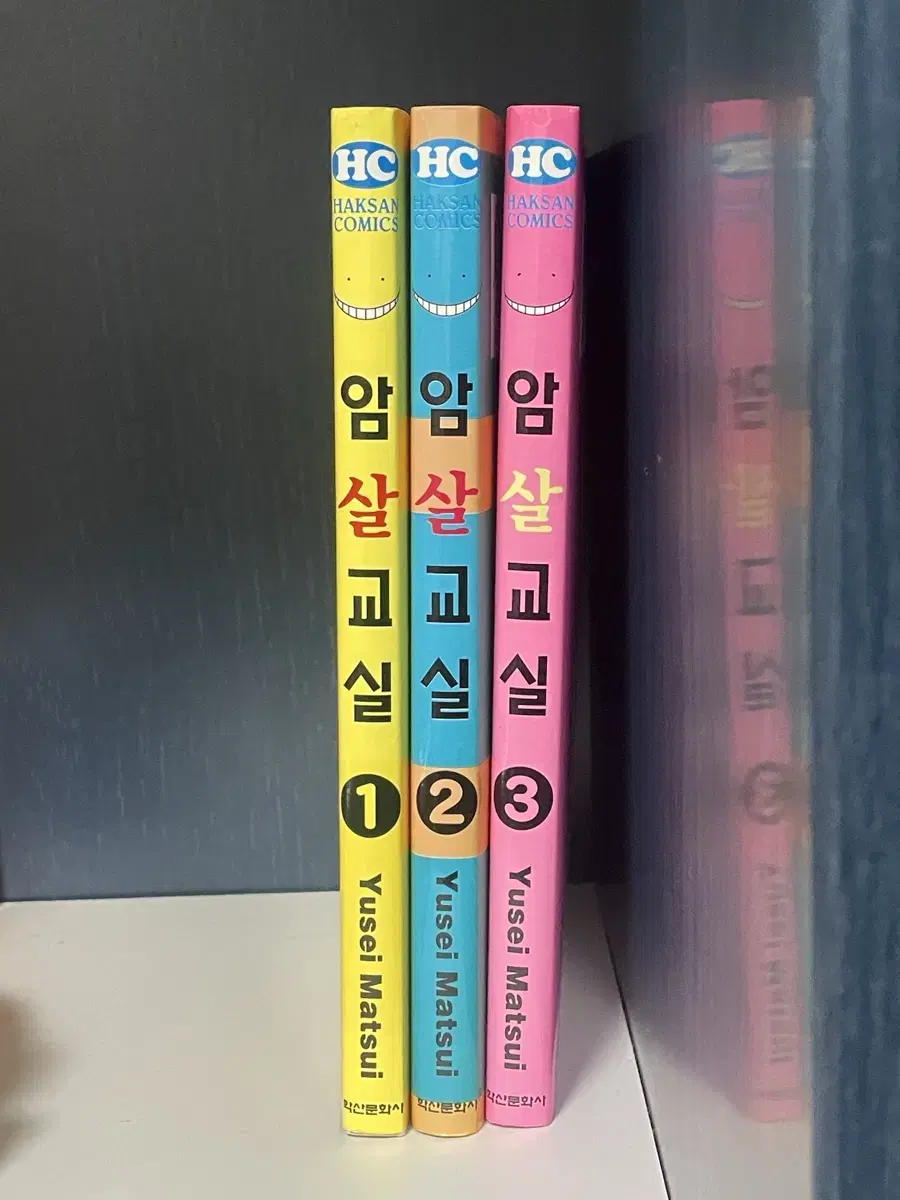 HC
HAKSAN
COMICS
암살교실
1
Yusei Matsui
학산문화사
HC
HAKSAN
COMICS
암살교실
2
Yusei Matsui
학산문화사
HC
HAKSAN
COMICS
암살교실
3
Yusei Matsui
학산문화사